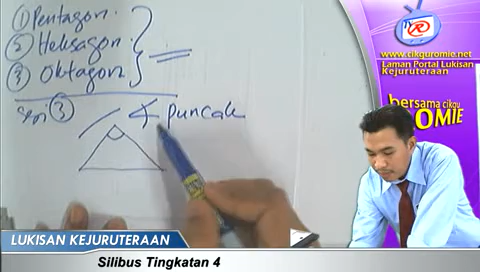 ① Pentagon.
② Heksagon.
③ Oktagon.
③ ∢ puncak
R
www.cikguromie.net
Laman Portal Lukisan
Kejuruteraan
bersama cikgu
OMIE
LUKISAN KEJURUTERAAN
Silibus Tingkatan 4